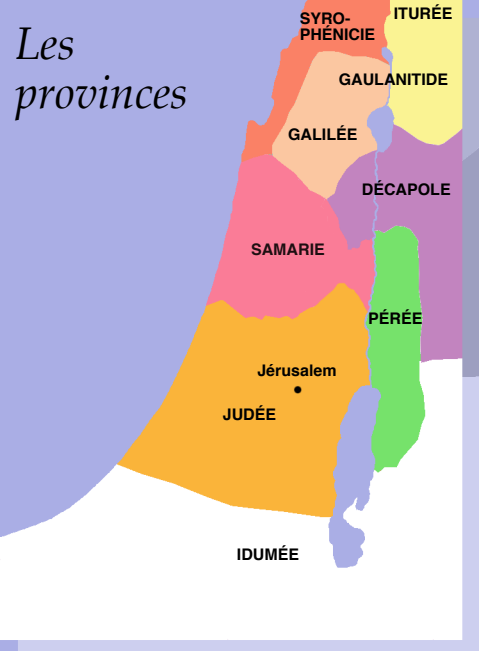 Les
provinces
SYRO-
PHÉNICIE
ITURÉE
GAULANITIDE
GALILÉE
DÉCAPOLE
SAMARIE
PÉRÉE
Jérusalem
JUDÉE
IDUMÉE